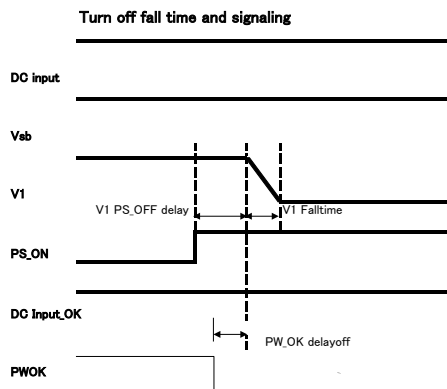 Turn off fall time and signaling
DC input
Vsb
V1
V1 PS_OFF delay
V1 Falltime
PS_ON
DC Input_OK
PW_OK delayoff
PWOK